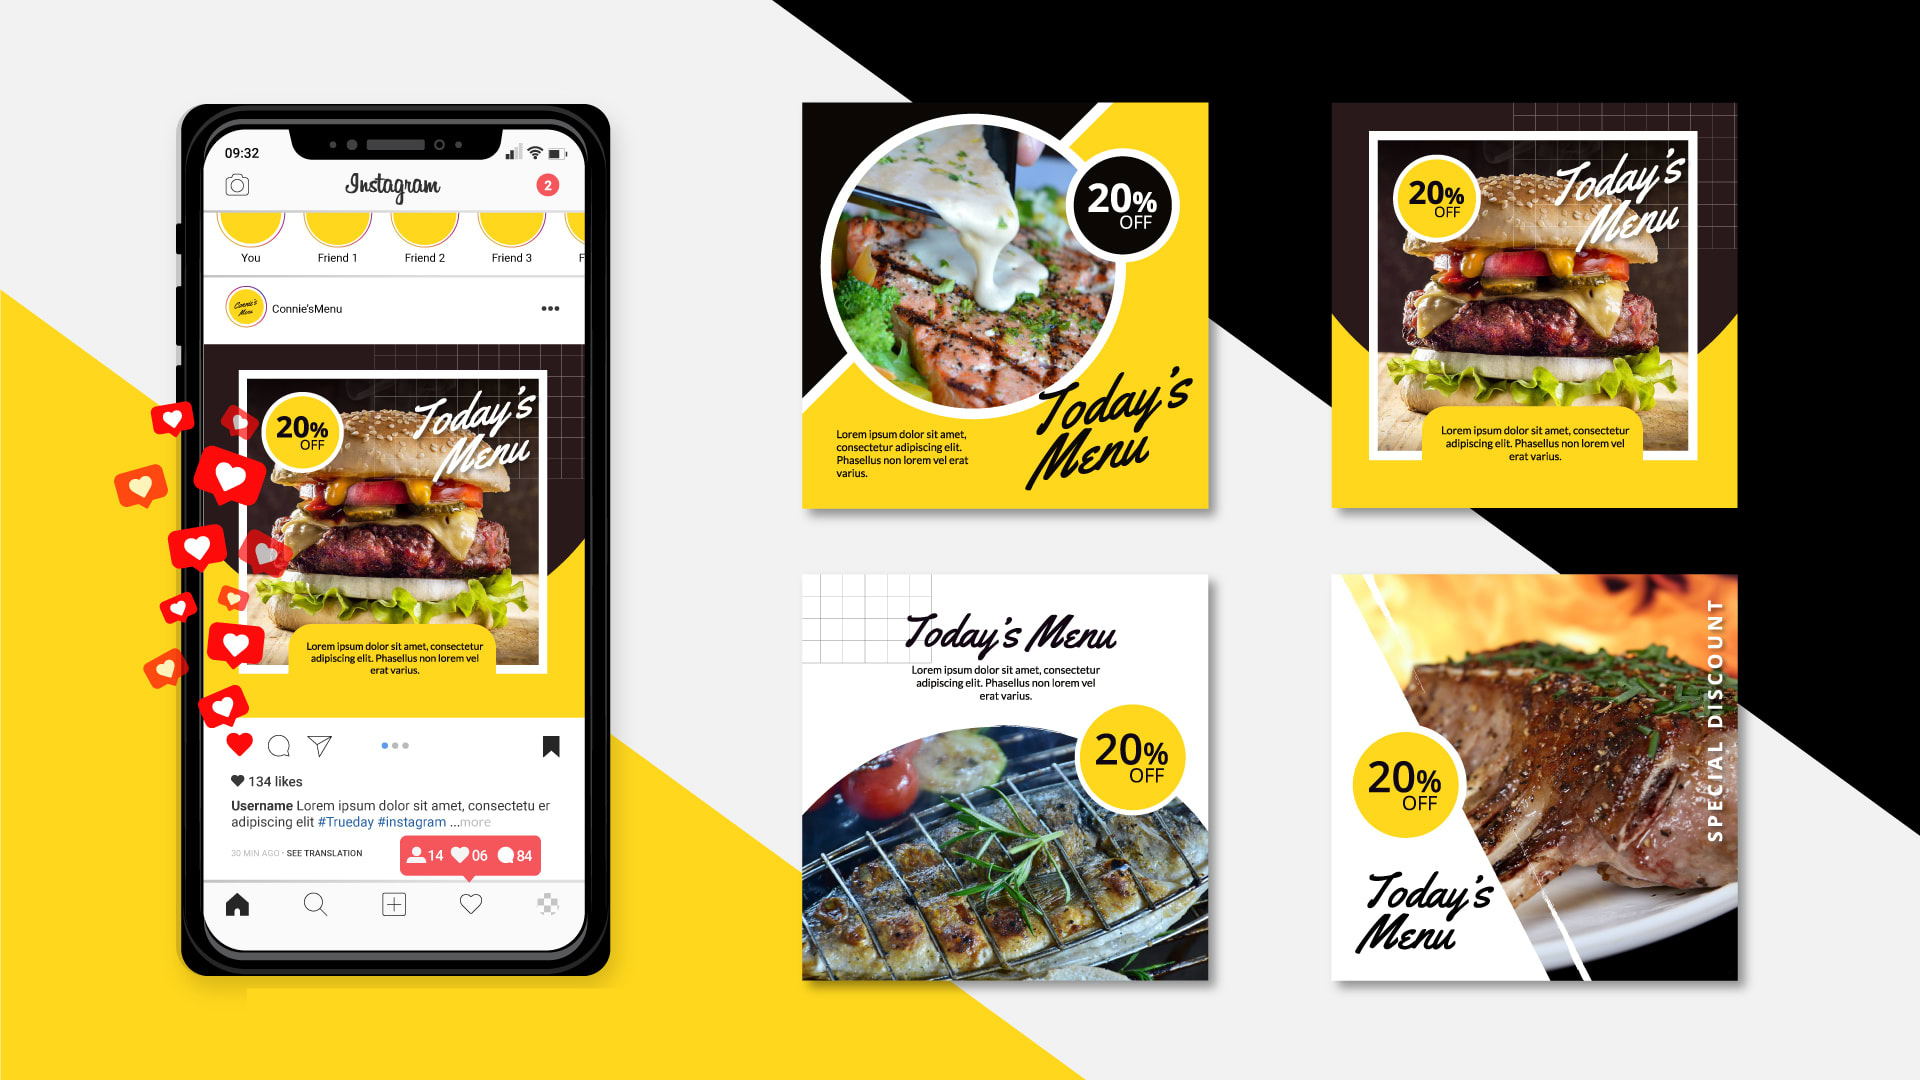 09:32
Instagram
2
You
Friend 1
Friend 2
Friend 3
F
Connie's
Menu
Connie'sMenu
20%
OFF
Today's
Menu
Lorem ipsum dolor sit amet, consectetur
adipiscing elit. Phasellus non lorem vel
erat varius.
134 likes
Username Lorem ipsum dolor sit amet, consectetu er
adipiscing elit #Trueday #instagram ...more
30 MIN AGO · SEE TRANSLATION
14
06
84
20%
OFF
Today's
Menu
Lorem ipsum dolor sit amet,
consectetur adipiscing elit.
Phasellus non lorem vel erat
varius.
20%
OFF
Today's
Menu
Lorem ipsum dolor sit amet, consectetur
adipiscing elit. Phasellus non lorem vel
erat varius.
Today's Menu
Lorem ipsum dolor sit amet, consectetur
adipiscing elit. Phasellus non lorem vel
erat varius.
20%
OFF
SPECIAL DISCOUNT
20%
OFF
Today's
Menu